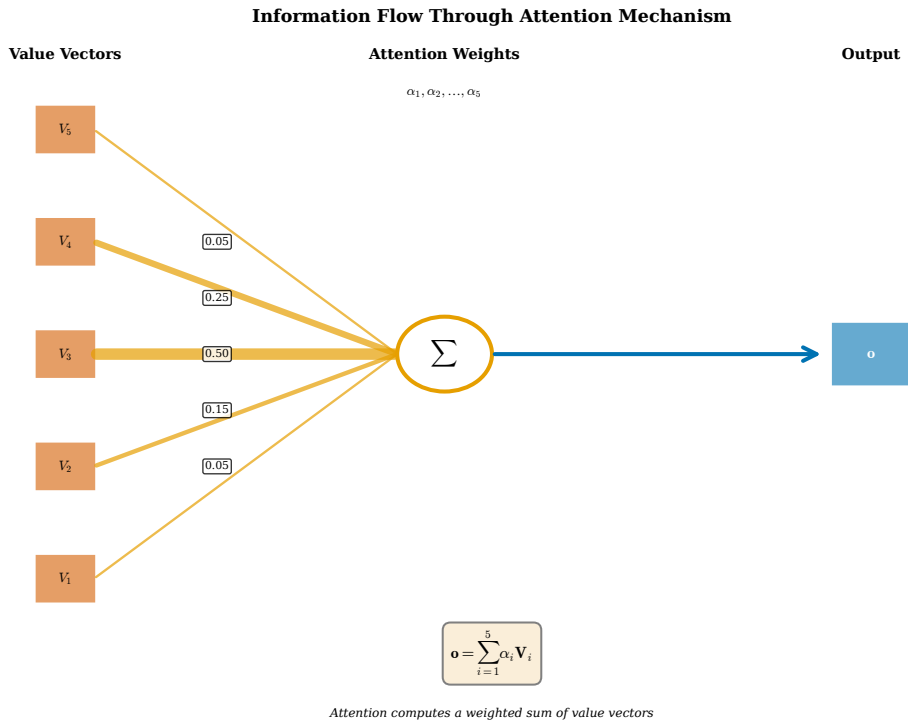 Information Flow Through Attention Mechanism
Value Vectors
Attention Weights
Output
α₁, α₂, ..., α₅
V₅
0.05
V₄
0.25
V₃
0.50
∑
o
0.15
V₂
0.05
V₁
o = ∑_{i=1}^{5} α_i V_i
Attention computes a weighted sum of value vectors